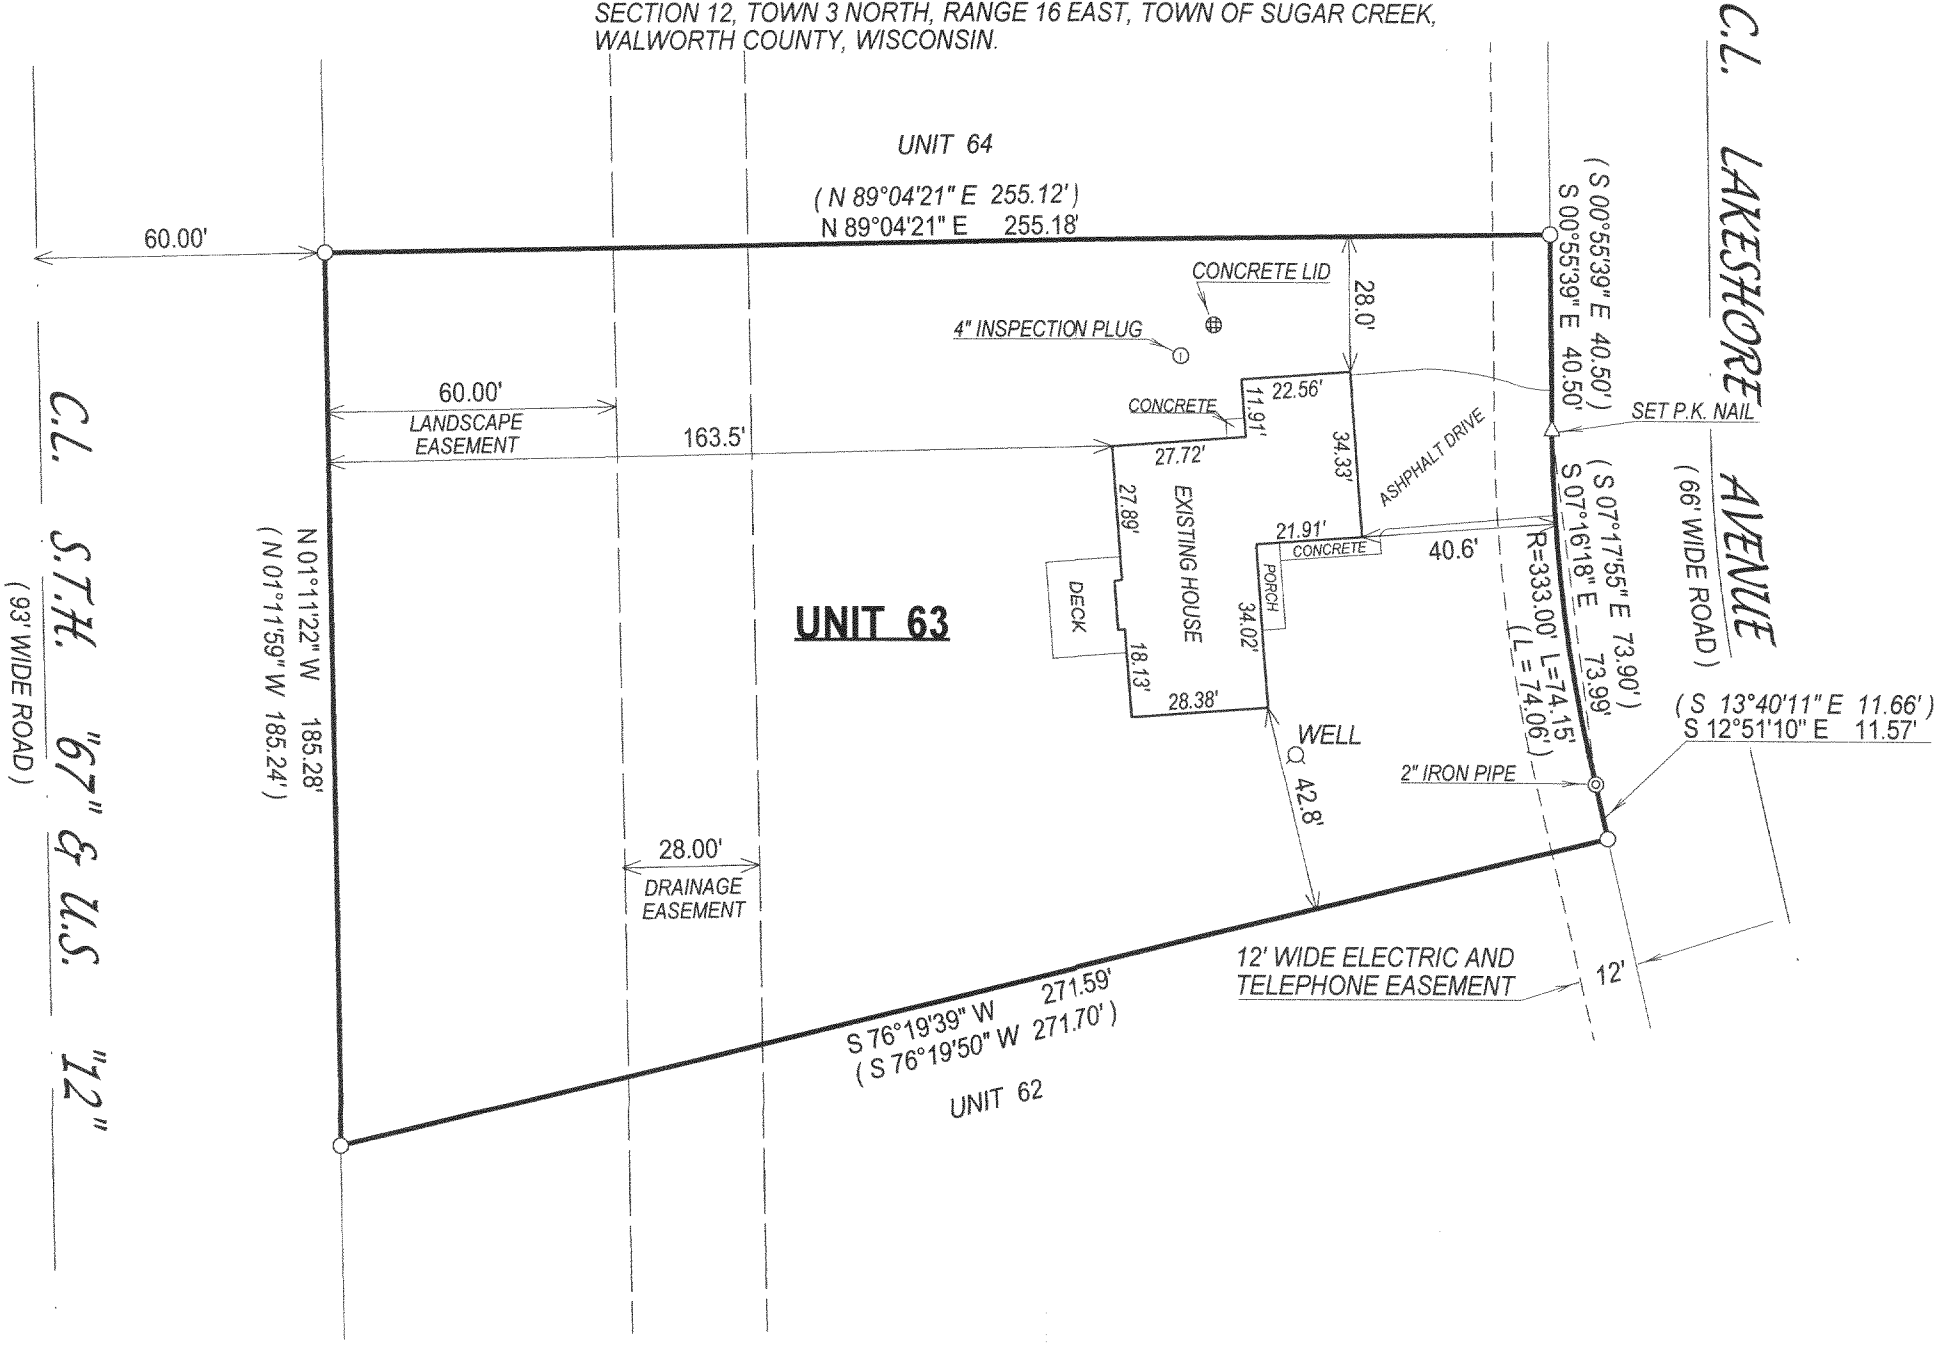 SECTION 12, TOWN 3 NORTH, RANGE 16 EAST, TOWN OF SUGAR CREEK,
WALWORTH COUNTY, WISCONSIN.
UNIT 64
( N 89°04'21" E 255.12' )
N 89°04'21" E 255.18'
60.00'
CONCRETE LID
4" INSPECTION PLUG
28.0'
60.00'
LANDSCAPE
EASEMENT
163.5'
CONCRETE
22.56'
11.91'
27.72'
34.33'
ASHPHALT DRIVE
27.89'
EXISTING HOUSE
21.91'
CONCRETE
40.6'
PORCH
DECK
34.02'
18.13'
28.38'
UNIT 63
WELL
42.8'
2" IRON PIPE
28.00'
DRAINAGE
EASEMENT
N 01°11'22" W 185.28'
( N 01°11'59" W 185.24' )
C.L. S.T.H. "67" & U.S. "12"
( 93' WIDE ROAD )
C.L. LAKESHORE AVENUE
( 66' WIDE ROAD )
( S 00°55'39" E 40.50' )
S 00°55'39" E 40.50'
SET P.K. NAIL
( S 07°17'55" E 73.90' )
S 07°16'18" E 73.99'
R=333.00' L=74.15'
( L = 74.06' )
( S 13°40'11" E 11.66' )
S 12°51'10" E 11.57'
12' WIDE ELECTRIC AND
TELEPHONE EASEMENT
12'
S 76°19'39" W 271.59'
( S 76°19'50" W 271.70' )
UNIT 62